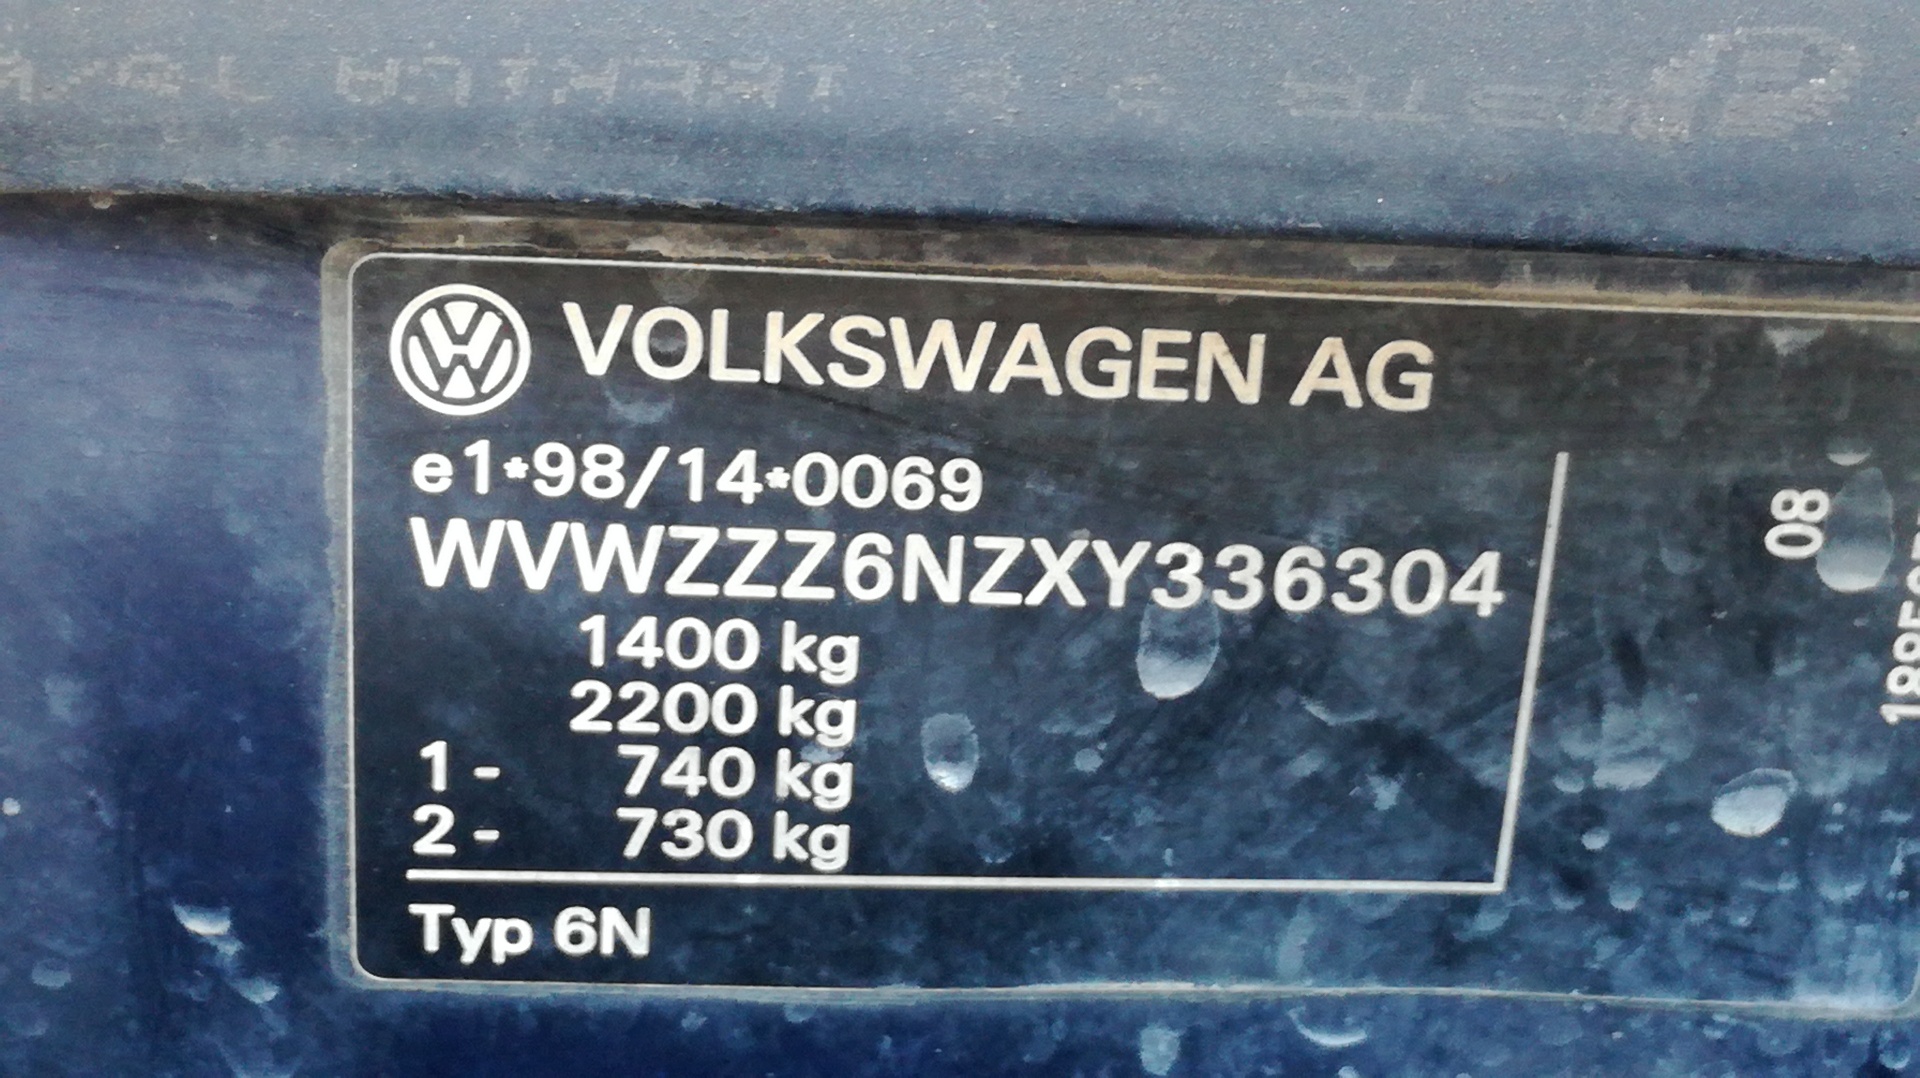 VOLKSWAGEN AG
e1*98/14*0069
WVWZZZ6NZXY336304
1400 kg
2200 kg
1 - 740 kg
2 - 730 kg
Typ 6N
08